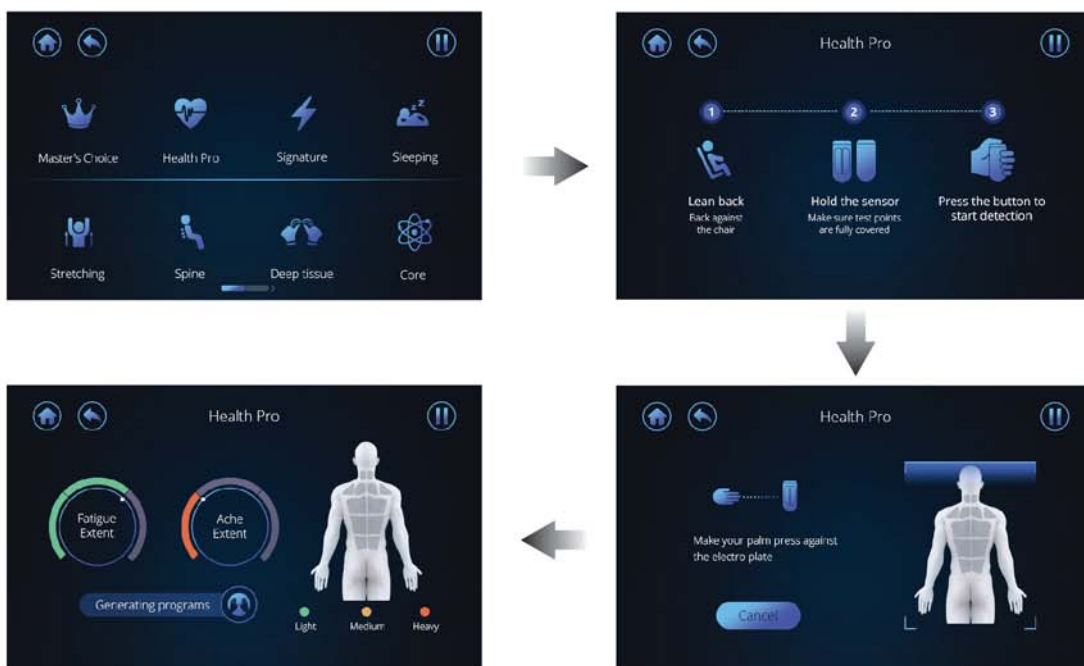 Master's Choice
Health Pro
Signature
Sleeping
Stretching
Spine
Deep tissue
Core
Health Pro
1
2
3
Lean back
Back against
the chair
Hold the sensor
Make sure test points
are fully covered
Press the button to
start detection
Health Pro
Make your palm press against
the electro plate
Cancel
Health Pro
Fatigue
Extent
Ache
Extent
Generating programs
Light
Medium
Heavy